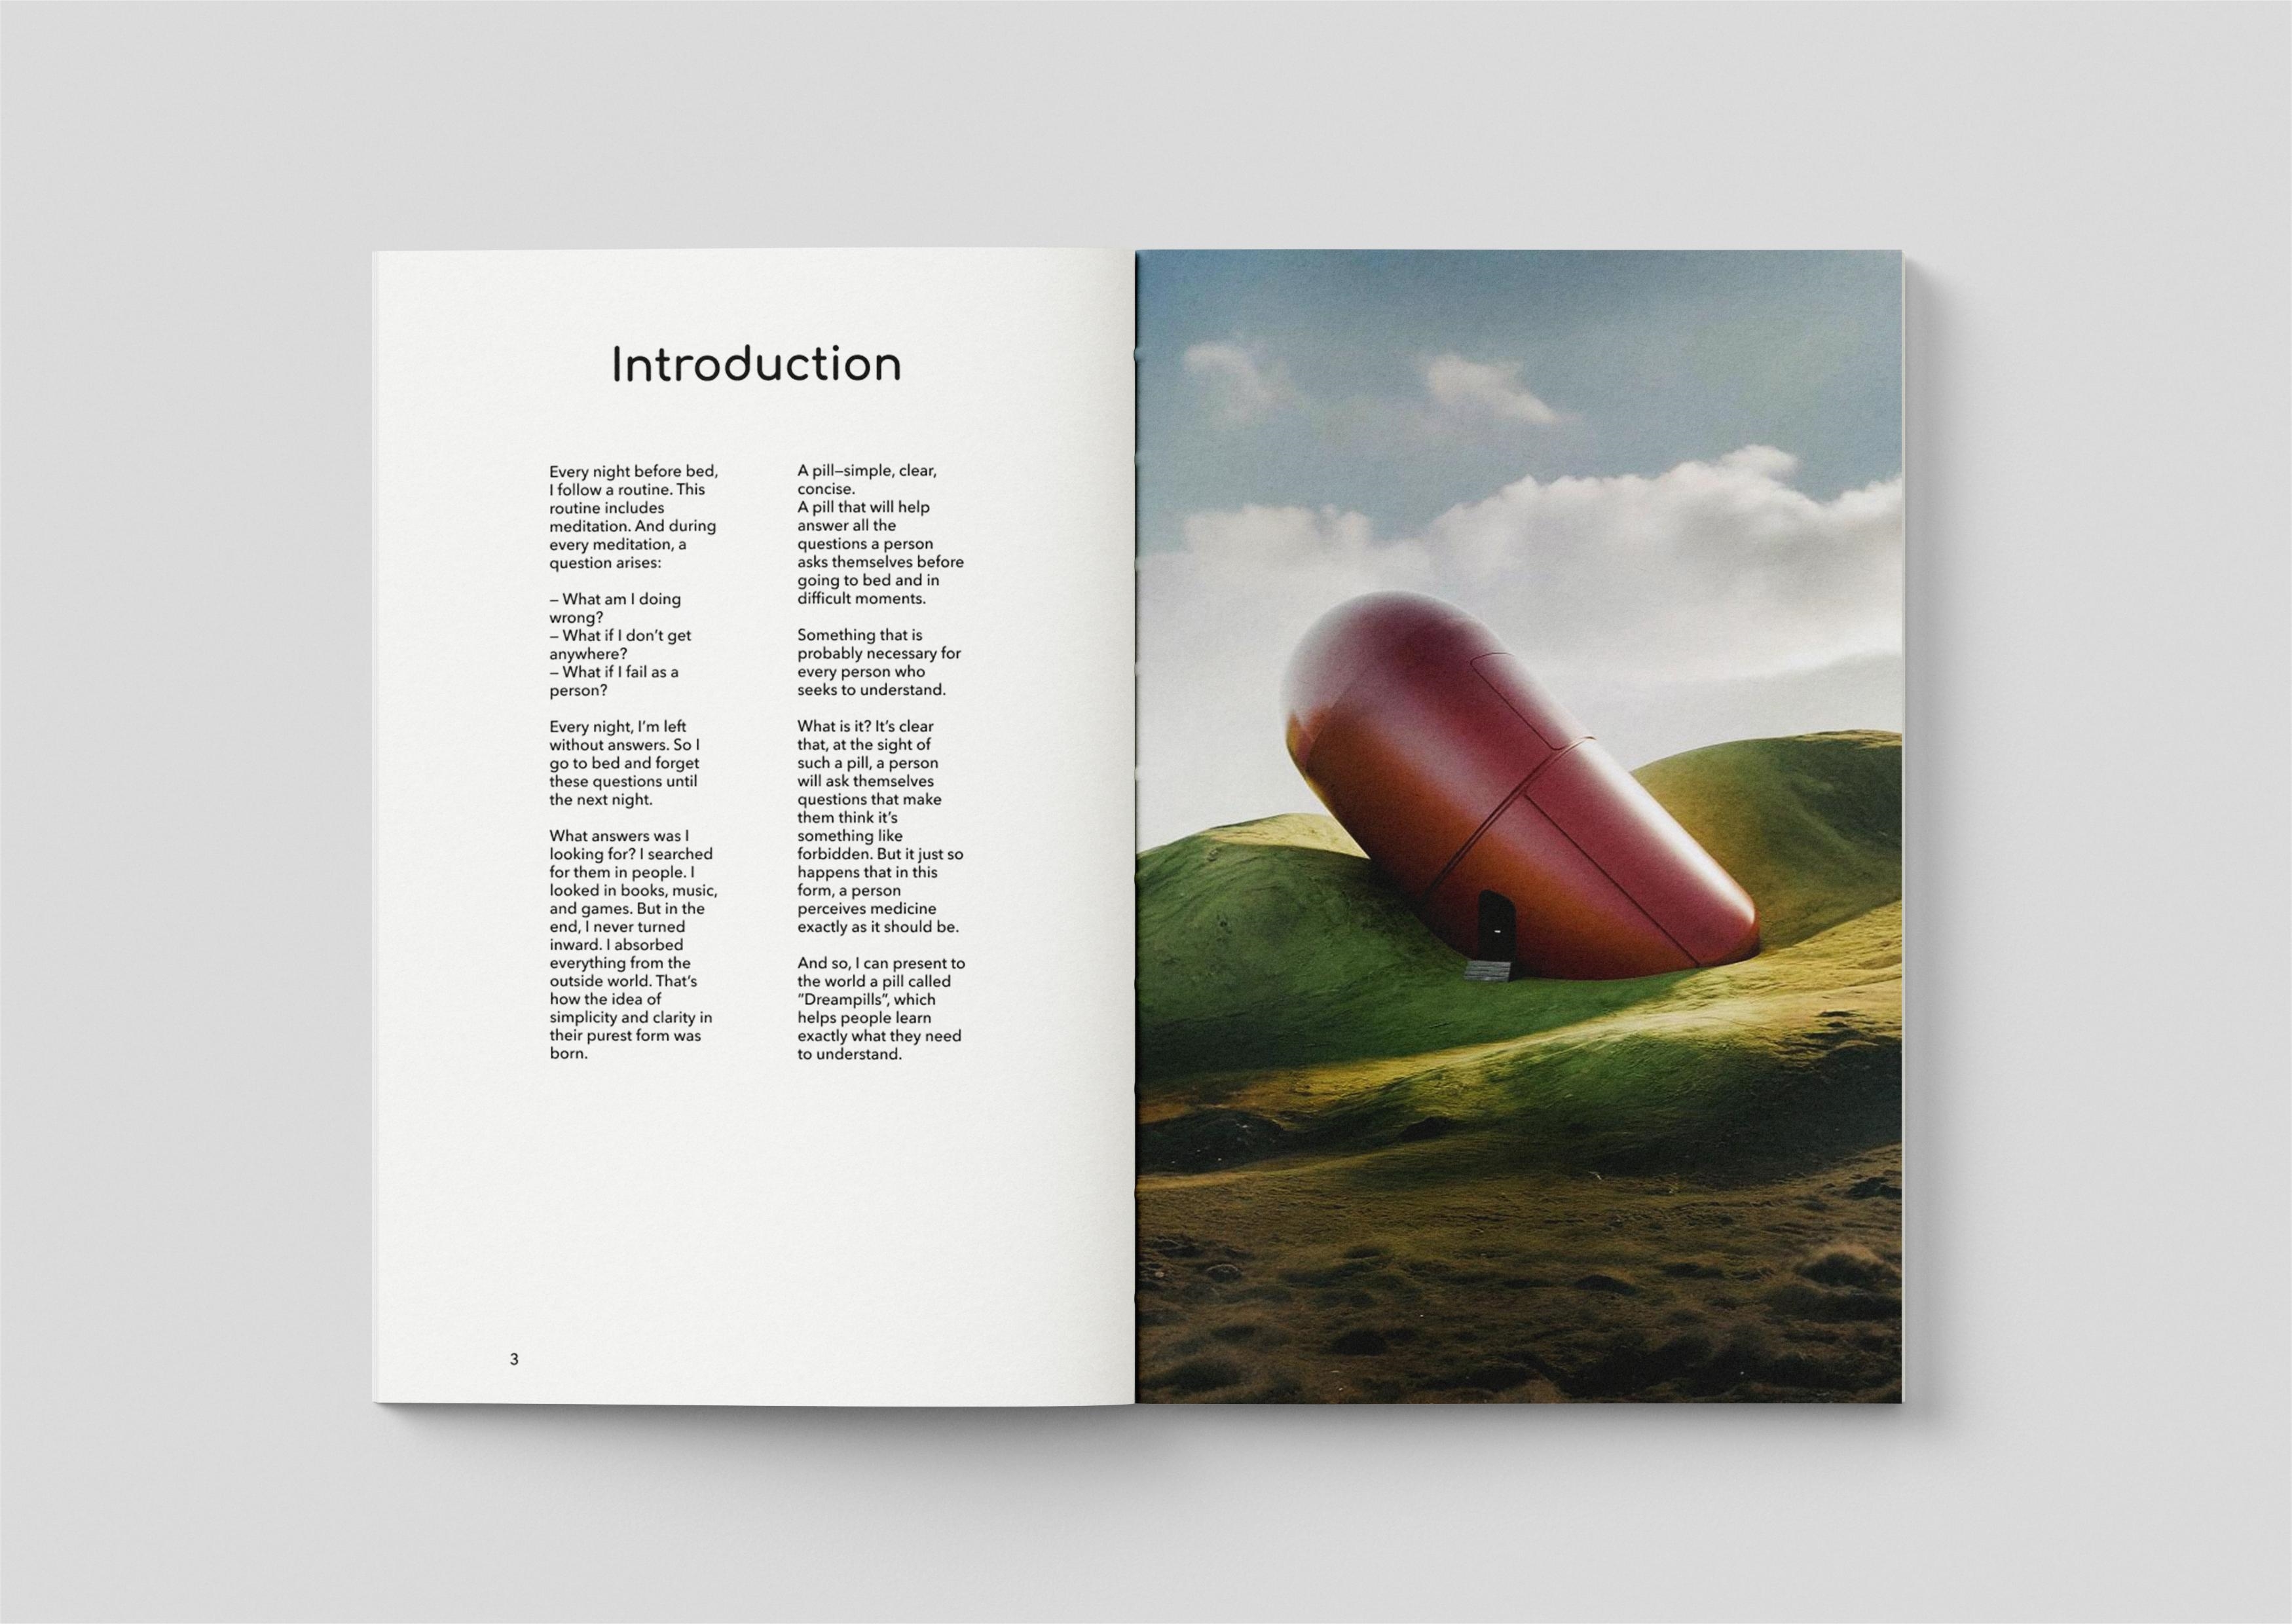 Introduction
Every night before bed,
I follow a routine. This
routine includes
meditation. And during
every meditation, a
question arises:
– What am I doing
wrong?
– What if I don't get
anywhere?
– What if I fail as a
person?
Every night, I'm left
without answers. So I
go to bed and forget
these questions until
the next night.
What answers was I
looking for? I searched
for them in people. I
looked in books, music,
and games. But in the
end, I never turned
inward. I absorbed
everything from the
outside world. That's
how the idea of
simplicity and clarity in
their purest form was
born.
A pill–simple, clear,
concise.
A pill that will help
answer all the
questions a person
asks themselves before
going to bed and in
difficult moments.
Something that is
probably necessary for
every person who
seeks to understand.
What is it? It's clear
that, at the sight of
such a pill, a person
will ask themselves
questions that make
them think it's
something like
forbidden. But it just so
happens that in this
form, a person
perceives medicine
exactly as it should be.
And so, I can present to
the world a pill called
"Dreampills", which
helps people learn
exactly what they need
to understand.
3